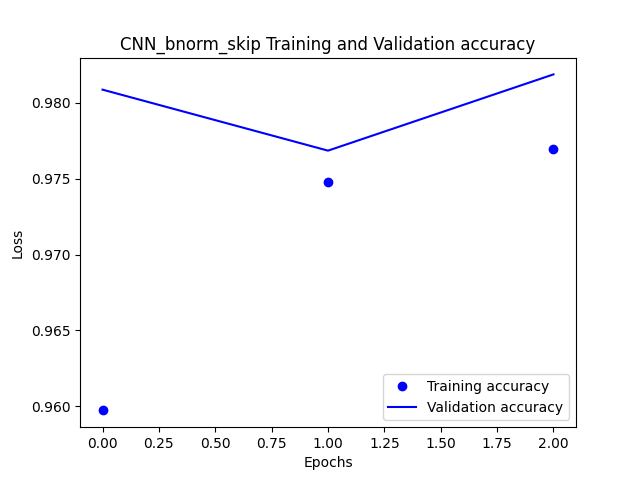 CNN_bnorm_skip Training and Validation accuracy
0.980
0.975
0.970
0.965
0.960
Loss
Training accuracy
Validation accuracy
0.00 0.25 0.50 0.75 1.00 1.25 1.50 1.75 2.00
Epochs